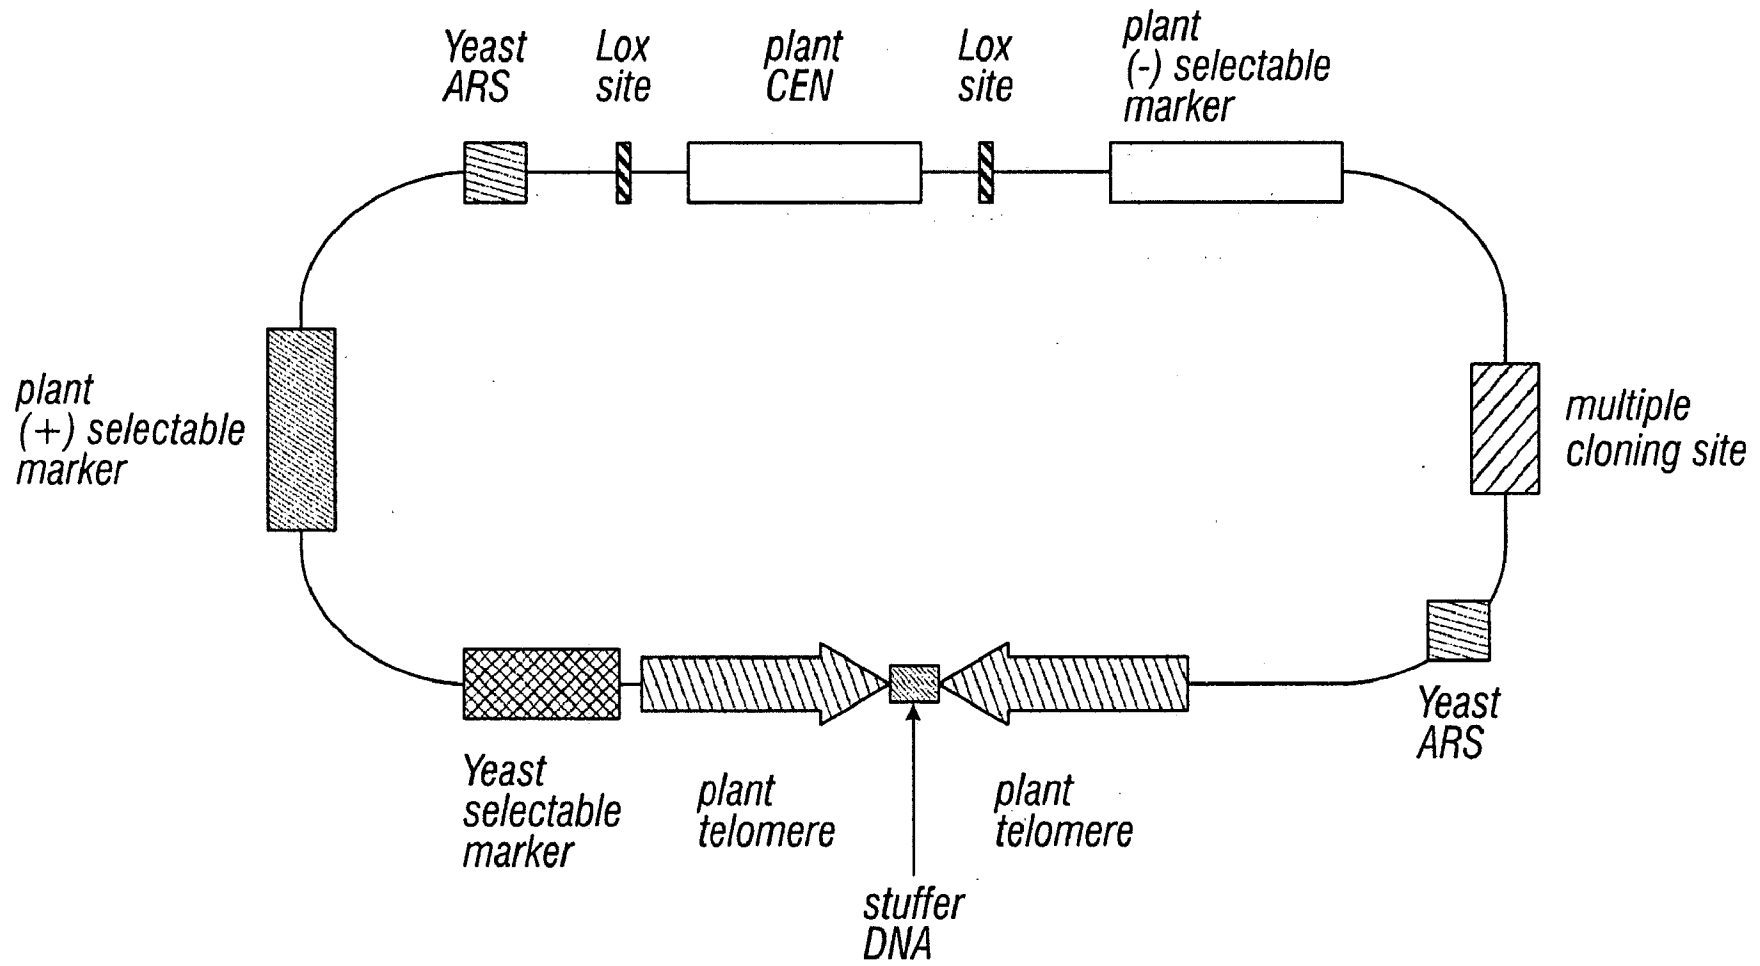 Yeast
ARS
Lox
site
plant
CEN
Lox
site
plant
(-) selectable
marker
plant
(+) selectable
marker
multiple
cloning site
Yeast
ARS
Yeast
selectable
marker
plant
telomere
plant
telomere
stuffer
DNA